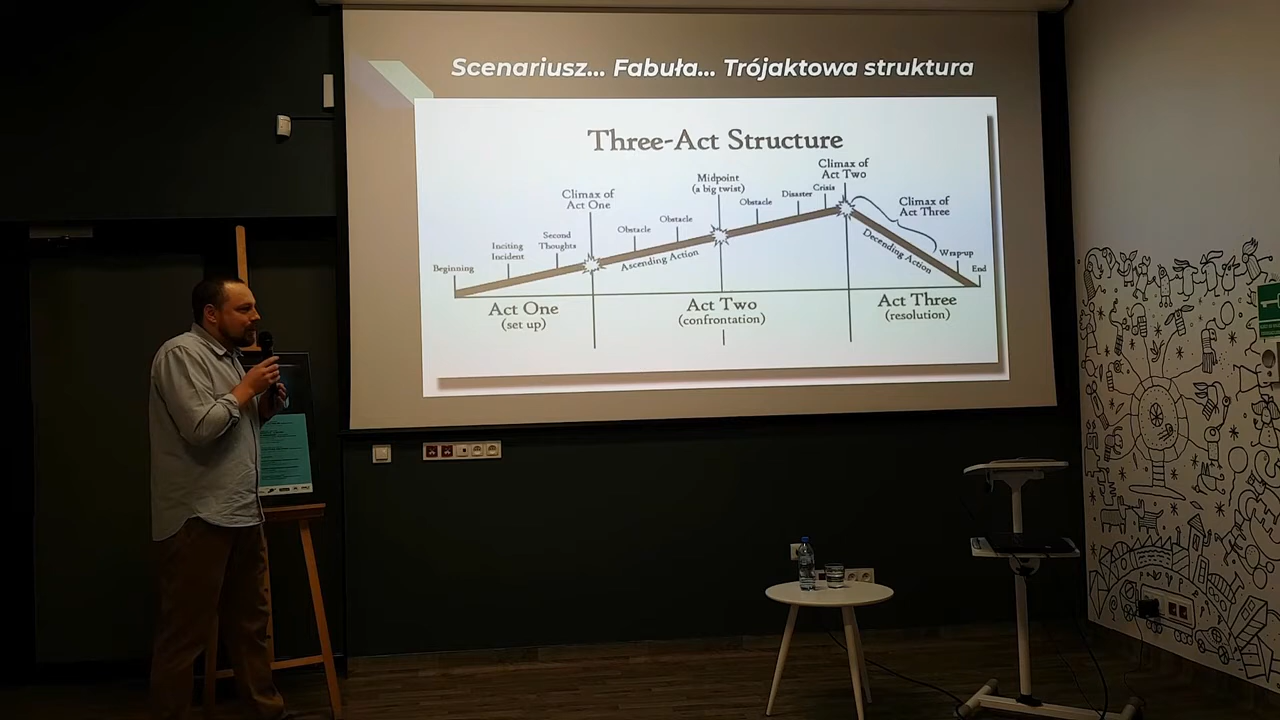 Scenariusz... Fabuła... Trójaktowa struktura
Three-Act Structure
Climax of
Act Two
Midpoint
(a big twist)
Crisis
Disaster
Obstacle
Climax of
Act One
Climax of
Act Three
Obstacle
Obstacle
Second
Thoughts
Inciting
Incident
Beginning
Ascending Action
Decending Action
Wrap-up
End
Act One
(set up)
Act Two
(confrontation)
Act Three
(resolution)